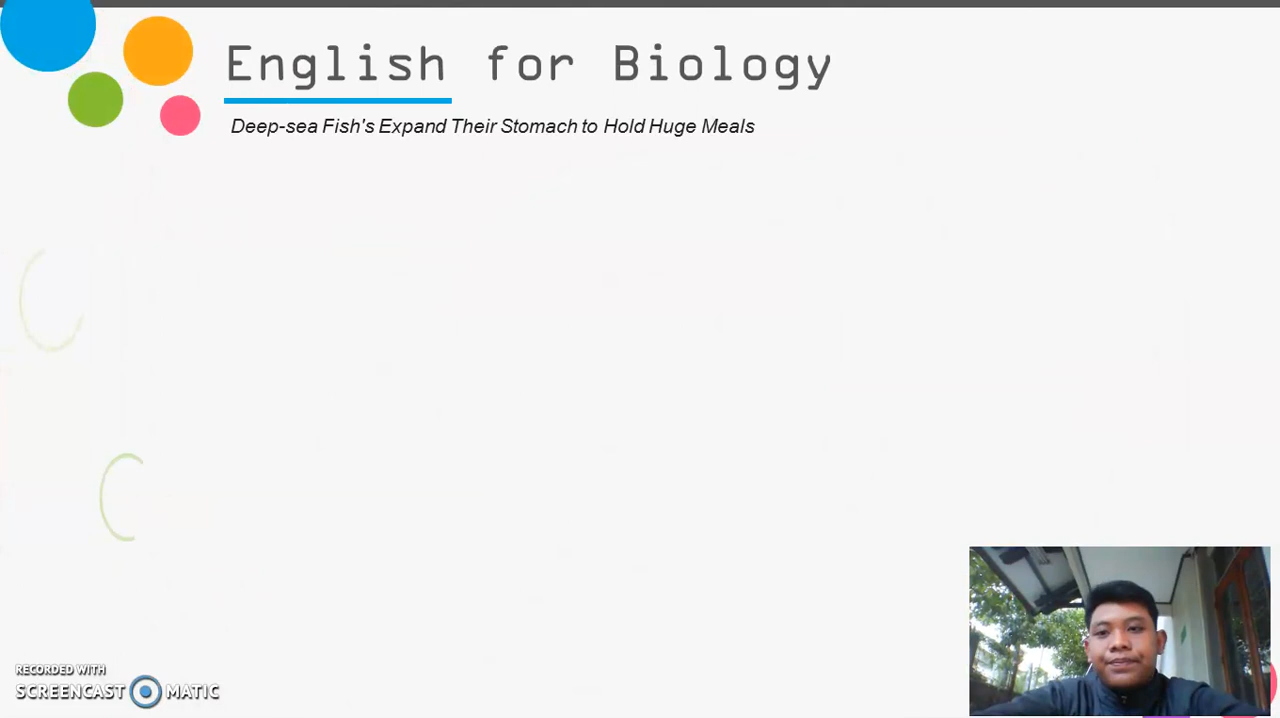 English for Biology
Deep-sea Fish's Expand Their Stomach to Hold Huge Meals
RECORDED WITH
SCREENCAST MATIC